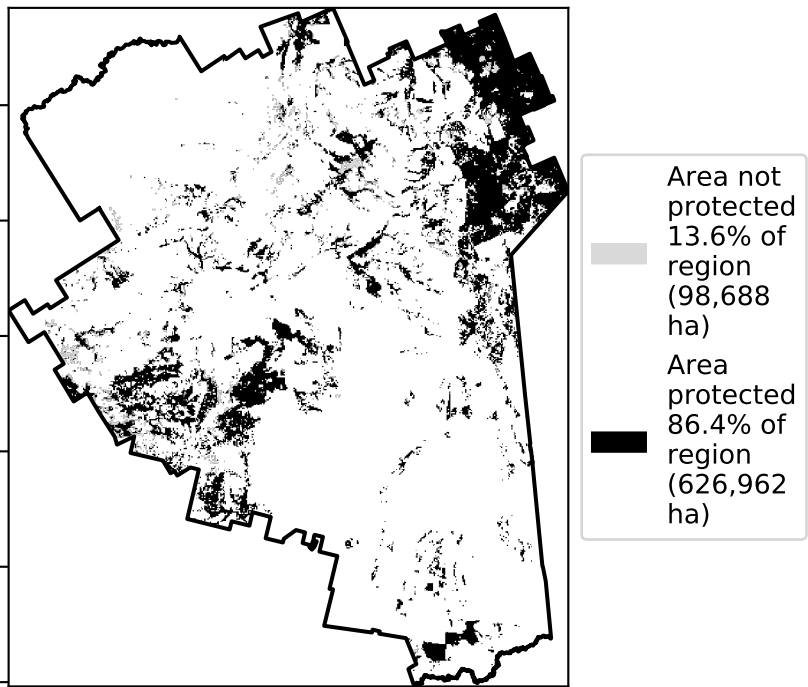 Area not
protected
13.6% of
region
(98,688
ha)
Area
protected
86.4% of
region
(626,962
ha)